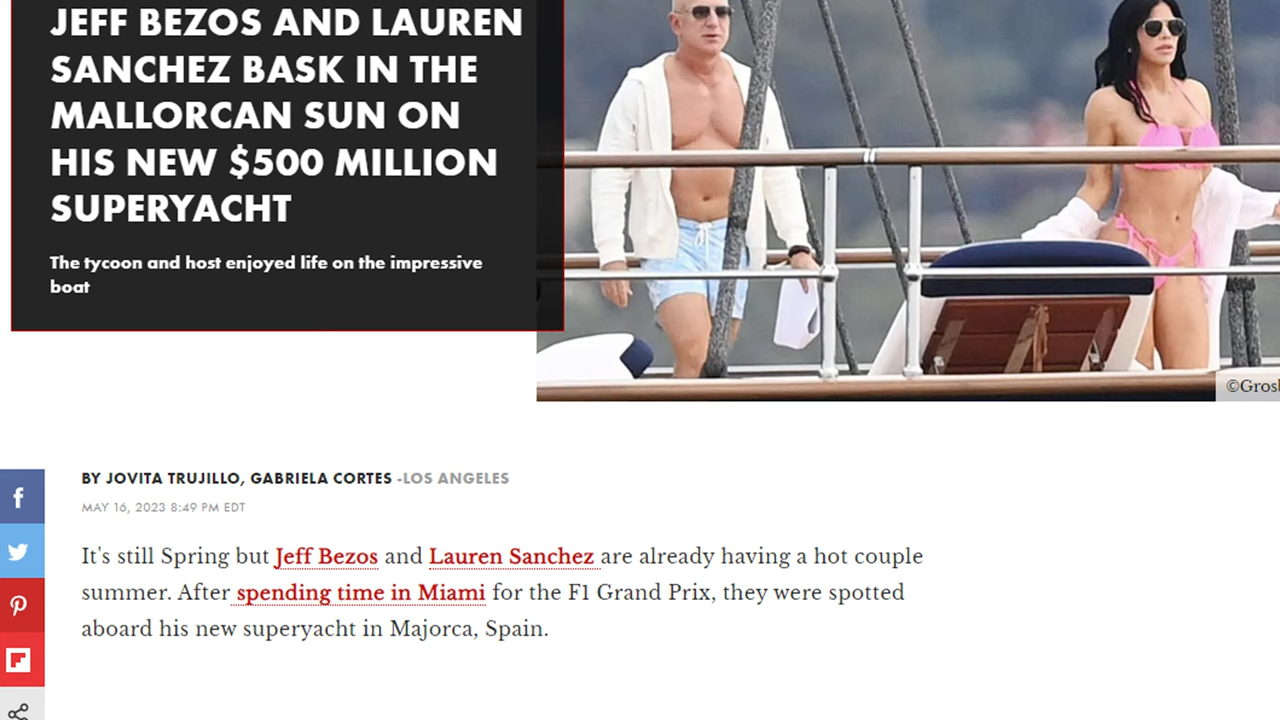 JEFF BEZOS AND LAUREN
SANCHEZ BASK IN THE
MALLORCAN SUN ON
HIS NEW $500 MILLION
SUPERYACHT
The tycoon and host enjoyed life on the impressive
boat
BY JOVITA TRUJILLO, GABRIELA CORTES -LOS ANGELES
MAY 16, 2023 8:49 PM EDT
It's still Spring but Jeff Bezos and Lauren Sanchez are already having a hot couple
summer. After spending time in Miami for the F1 Grand Prix, they were spotted
aboard his new superyacht in Majorca, Spain.